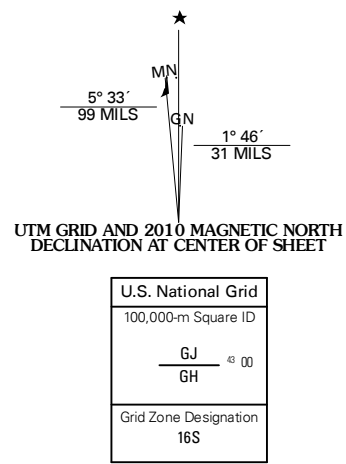 ★
MN
5° 33´
99 MILS
GN
1° 46´
31 MILS
UTM GRID AND 2010 MAGNETIC NORTH
DECLINATION AT CENTER OF SHEET
U.S. National Grid
100,000-m Square ID
GJ
GH
43 00
Grid Zone Designation
16S